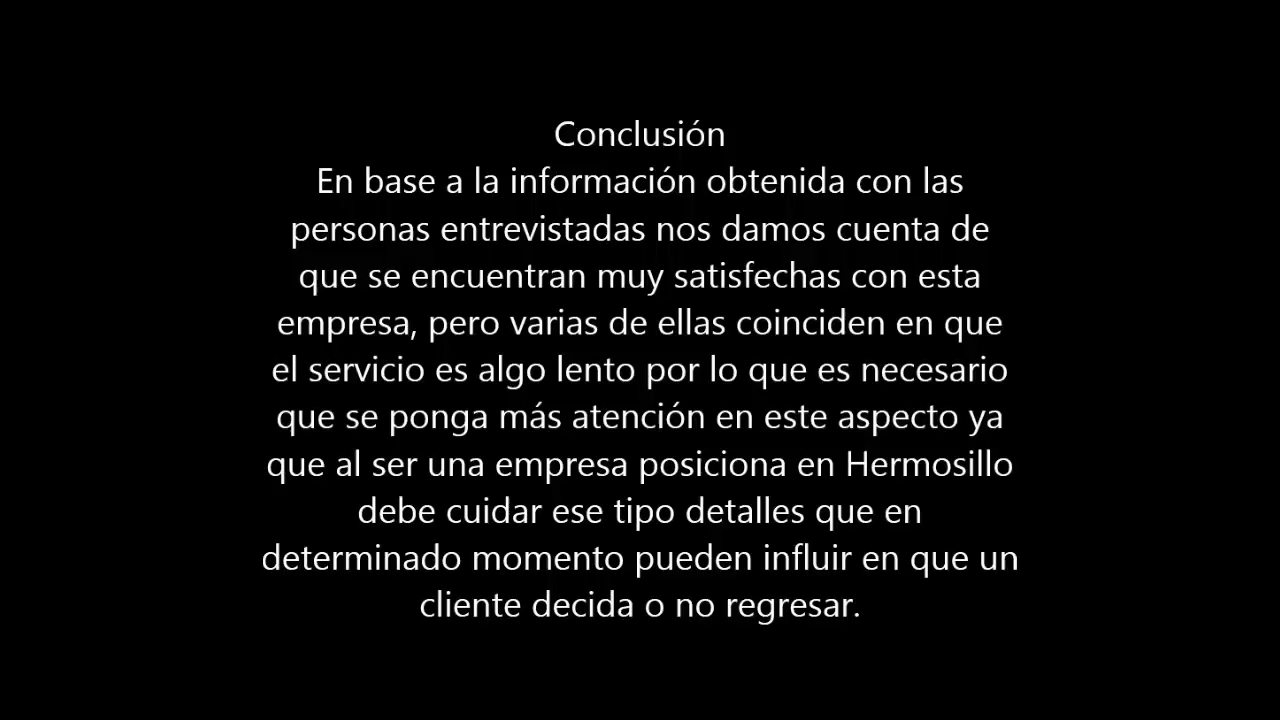 Conclusión
En base a la información obtenida con las
personas entrevistadas nos damos cuenta de
que se encuentran muy satisfechas con esta
empresa, pero varias de ellas coinciden en que
el servicio es algo lento por lo que es necesario
que se ponga más atención en este aspecto ya
que al ser una empresa posiciona en Hermosillo
debe cuidar ese tipo detalles que en
determinado momento pueden influir en que un
cliente decida o no regresar.